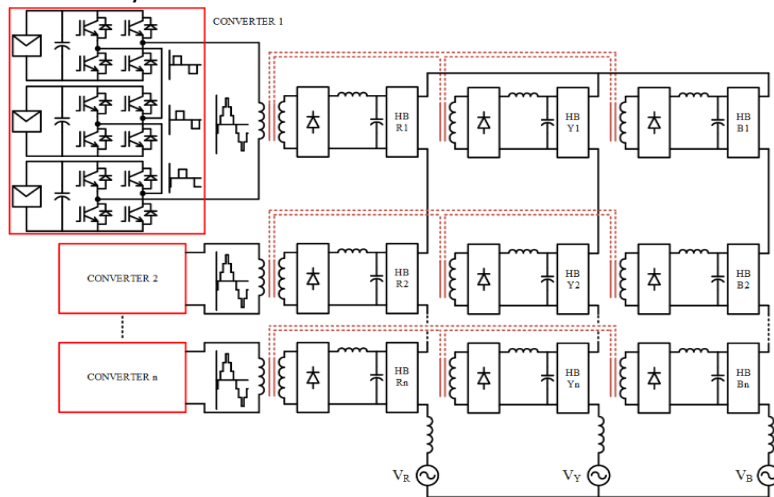 CONVERTER 1
HB
R1
HB
Y1
HB
B1
CONVERTER 2
HB
R2
HB
Y2
HB
B2
CONVERTER n
HB
Rn
HB
Yn
HB
Bn
VR
VY
VB